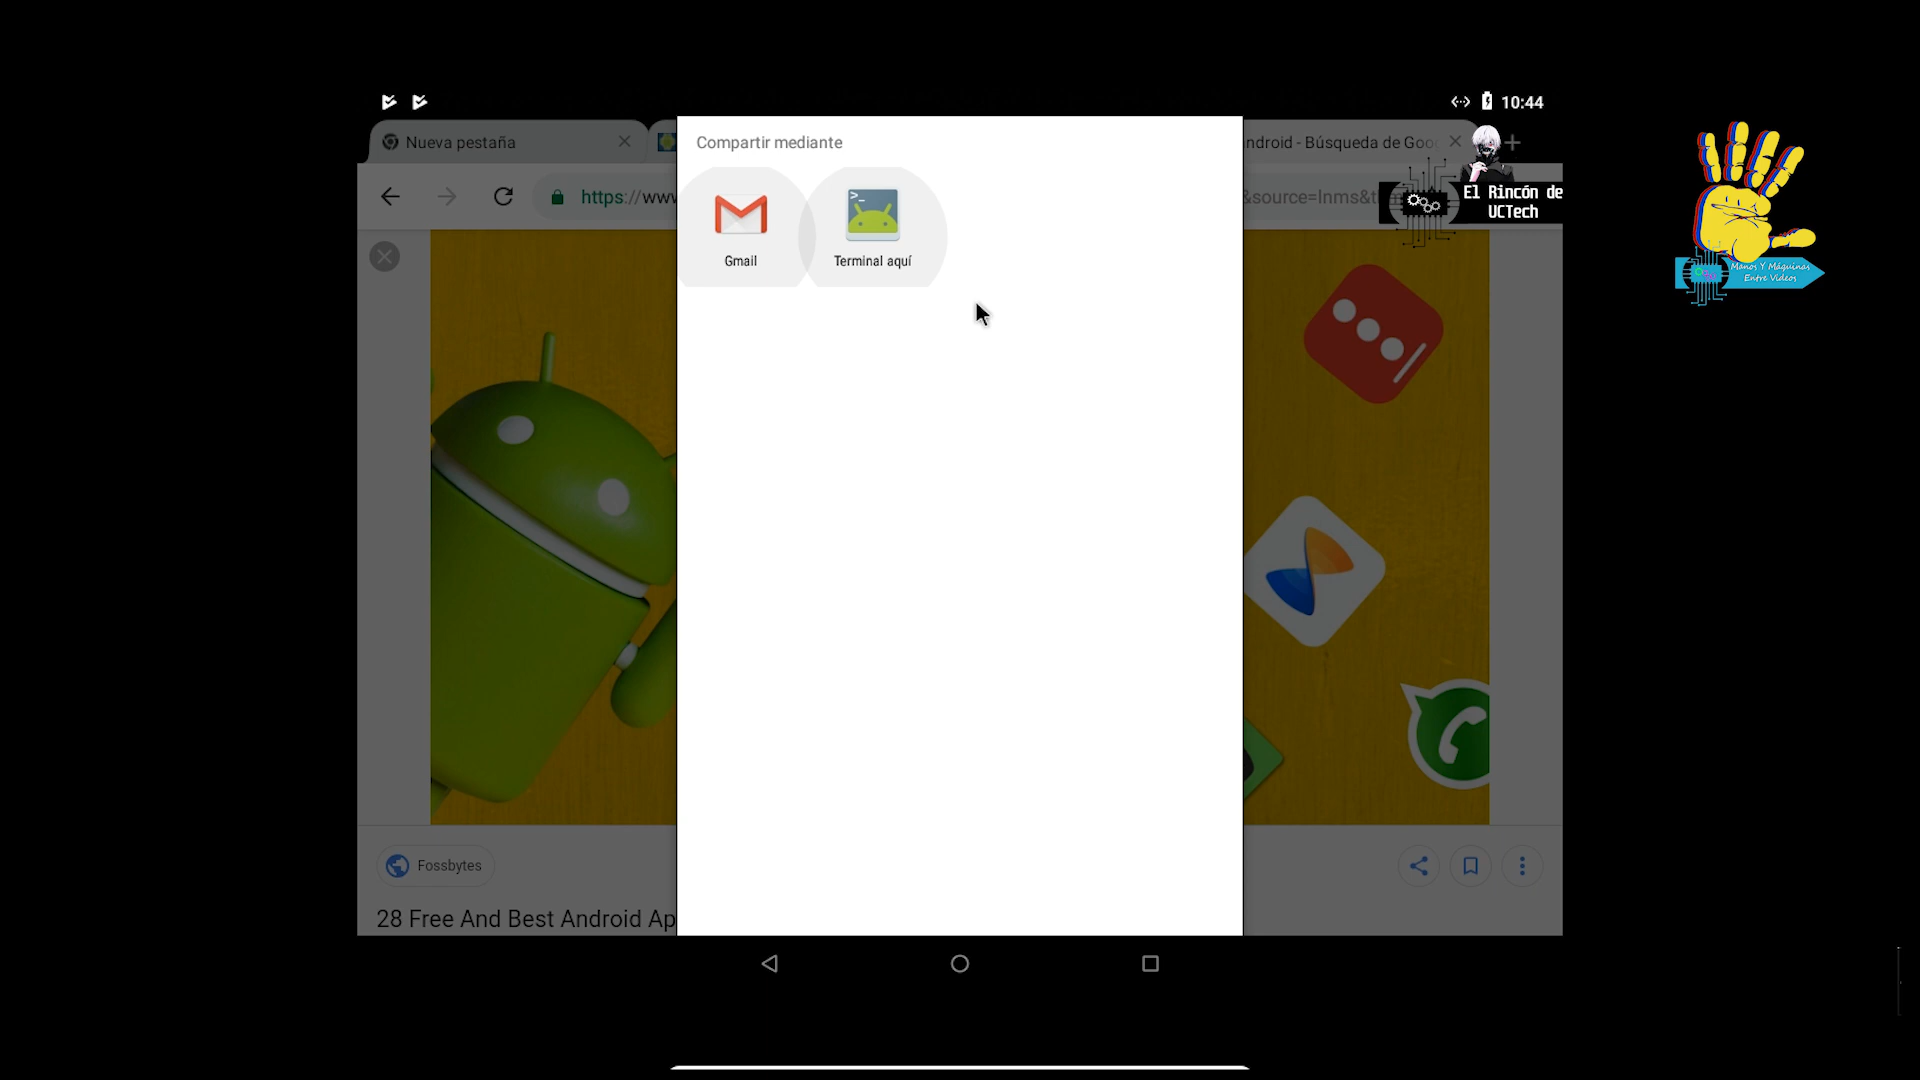 10:44
Nueva pestaña
ndroid - Búsqueda de Goo
https://ww
&source=lnms&t
El Rincón de
UCTech
Compartir mediante
>_
Gmail
Terminal aquí
Manos Y Máquinas
Entre Videos
Fossbytes
28 Free And Best Android Ap